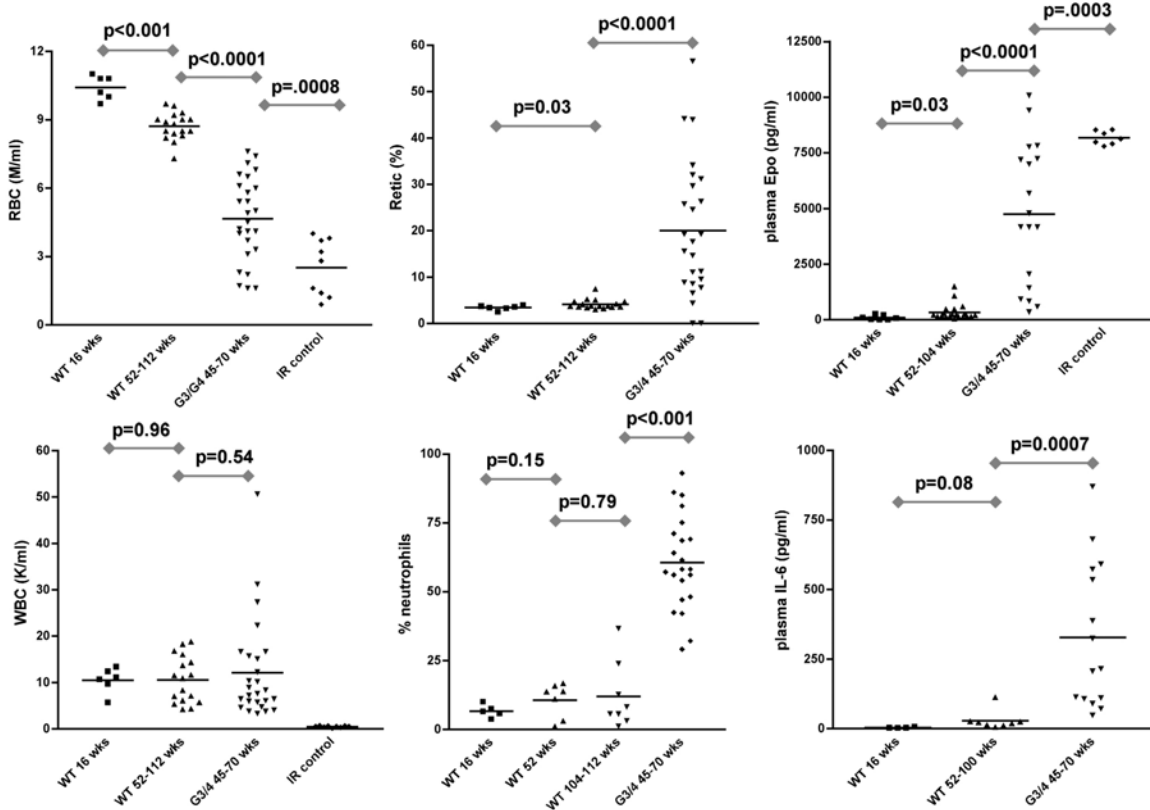 p<0.001
p<0.0001
p=.0008
RBC (M/ml)
12
9
6
3
0
WT 16 wks
WT 52-112 wks
G3/G4 45-70 wks
IR control
p<0.0001
p=0.03
Retic (%)
60
50
40
30
20
10
0
WT 16 wks
WT 52-112 wks
G3/4 45-70 wks
p=.0003
p<0.0001
p=0.03
plasma Epo (pg/ml)
12500
10000
7500
5000
2500
0
WT 16 wks
WT 52-104 wks
G3/4 45-70 wks
IR control
p=0.96
p=0.54
WBC (K/ml)
60
50
40
30
20
10
0
WT 16 wks
WT 52-112 wks
G3/4 45-70 wks
IR control
p<0.001
p=0.15
p=0.79
% neutrophils
100
75
50
25
0
WT 16 wks
WT 52 wks
WT 104-112 wks
G3/4 45-70 wks
p=0.0007
p=0.08
plasma IL-6 (pg/ml)
1000
750
500
250
0
WT 16 wks
WT 52-100 wks
G3/4 45-70 wks